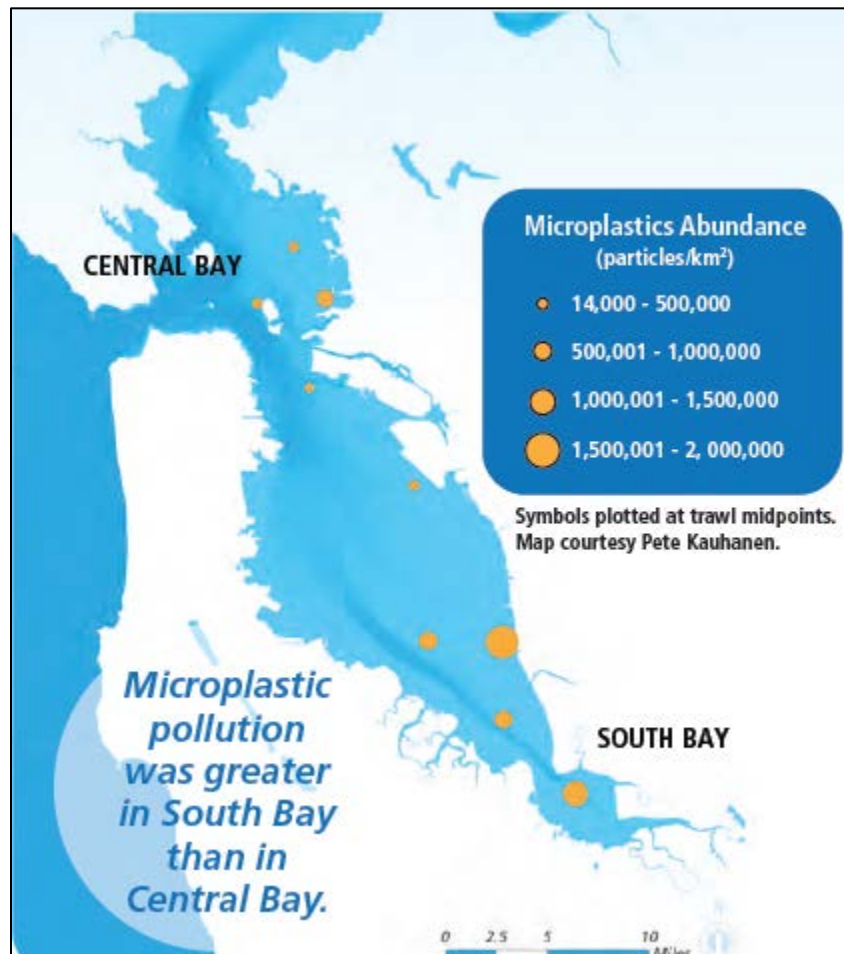 CENTRAL BAY
Microplastics Abundance
(particles/km²)
14,000 - 500,000
500,001 - 1,000,000
1,000,001 - 1,500,000
1,500,001 - 2, 000,000
Symbols plotted at trawl midpoints.
Map courtesy Pete Kauhanen.
Microplastic
pollution
was greater
in South Bay
than in
Central Bay.
SOUTH BAY
0 2.5 5 10
Miles